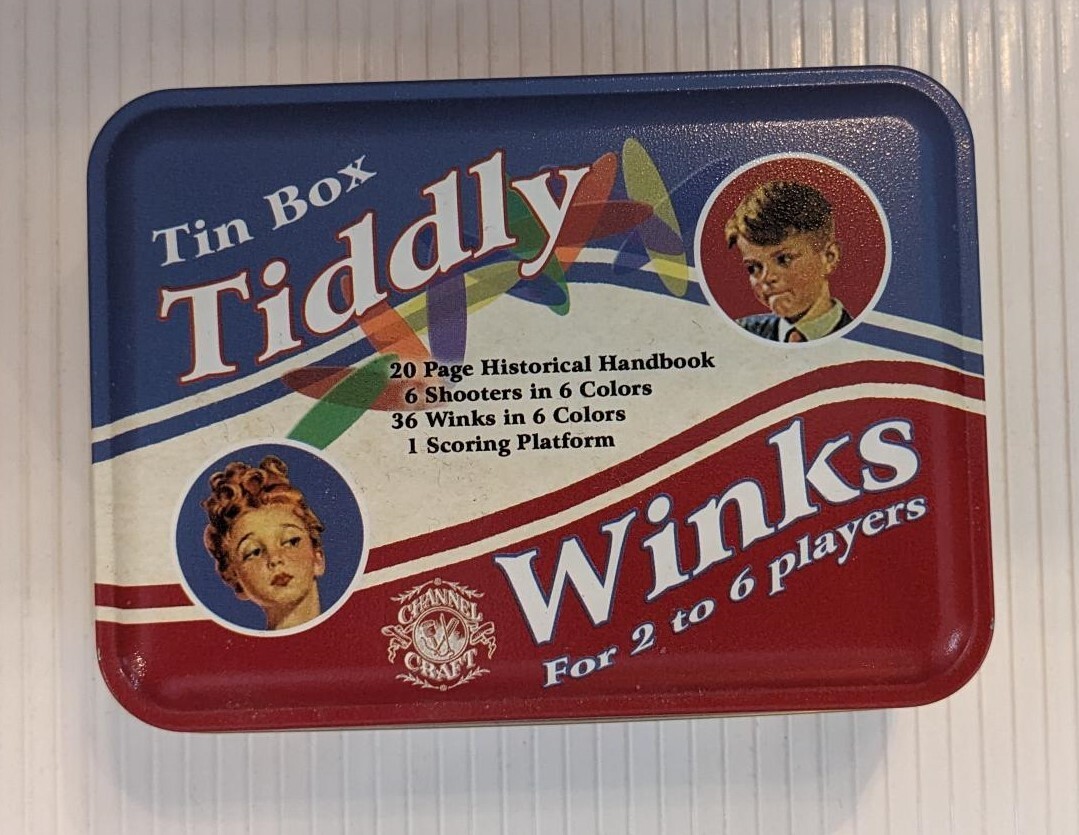 Tin Box
Tiddly
20 Page Historical Handbook
6 Shooters in 6 Colors
36 Winks in 6 Colors
1 Scoring Platform
Winks
For 2 to 6 players
CHANNEL
CRAFT